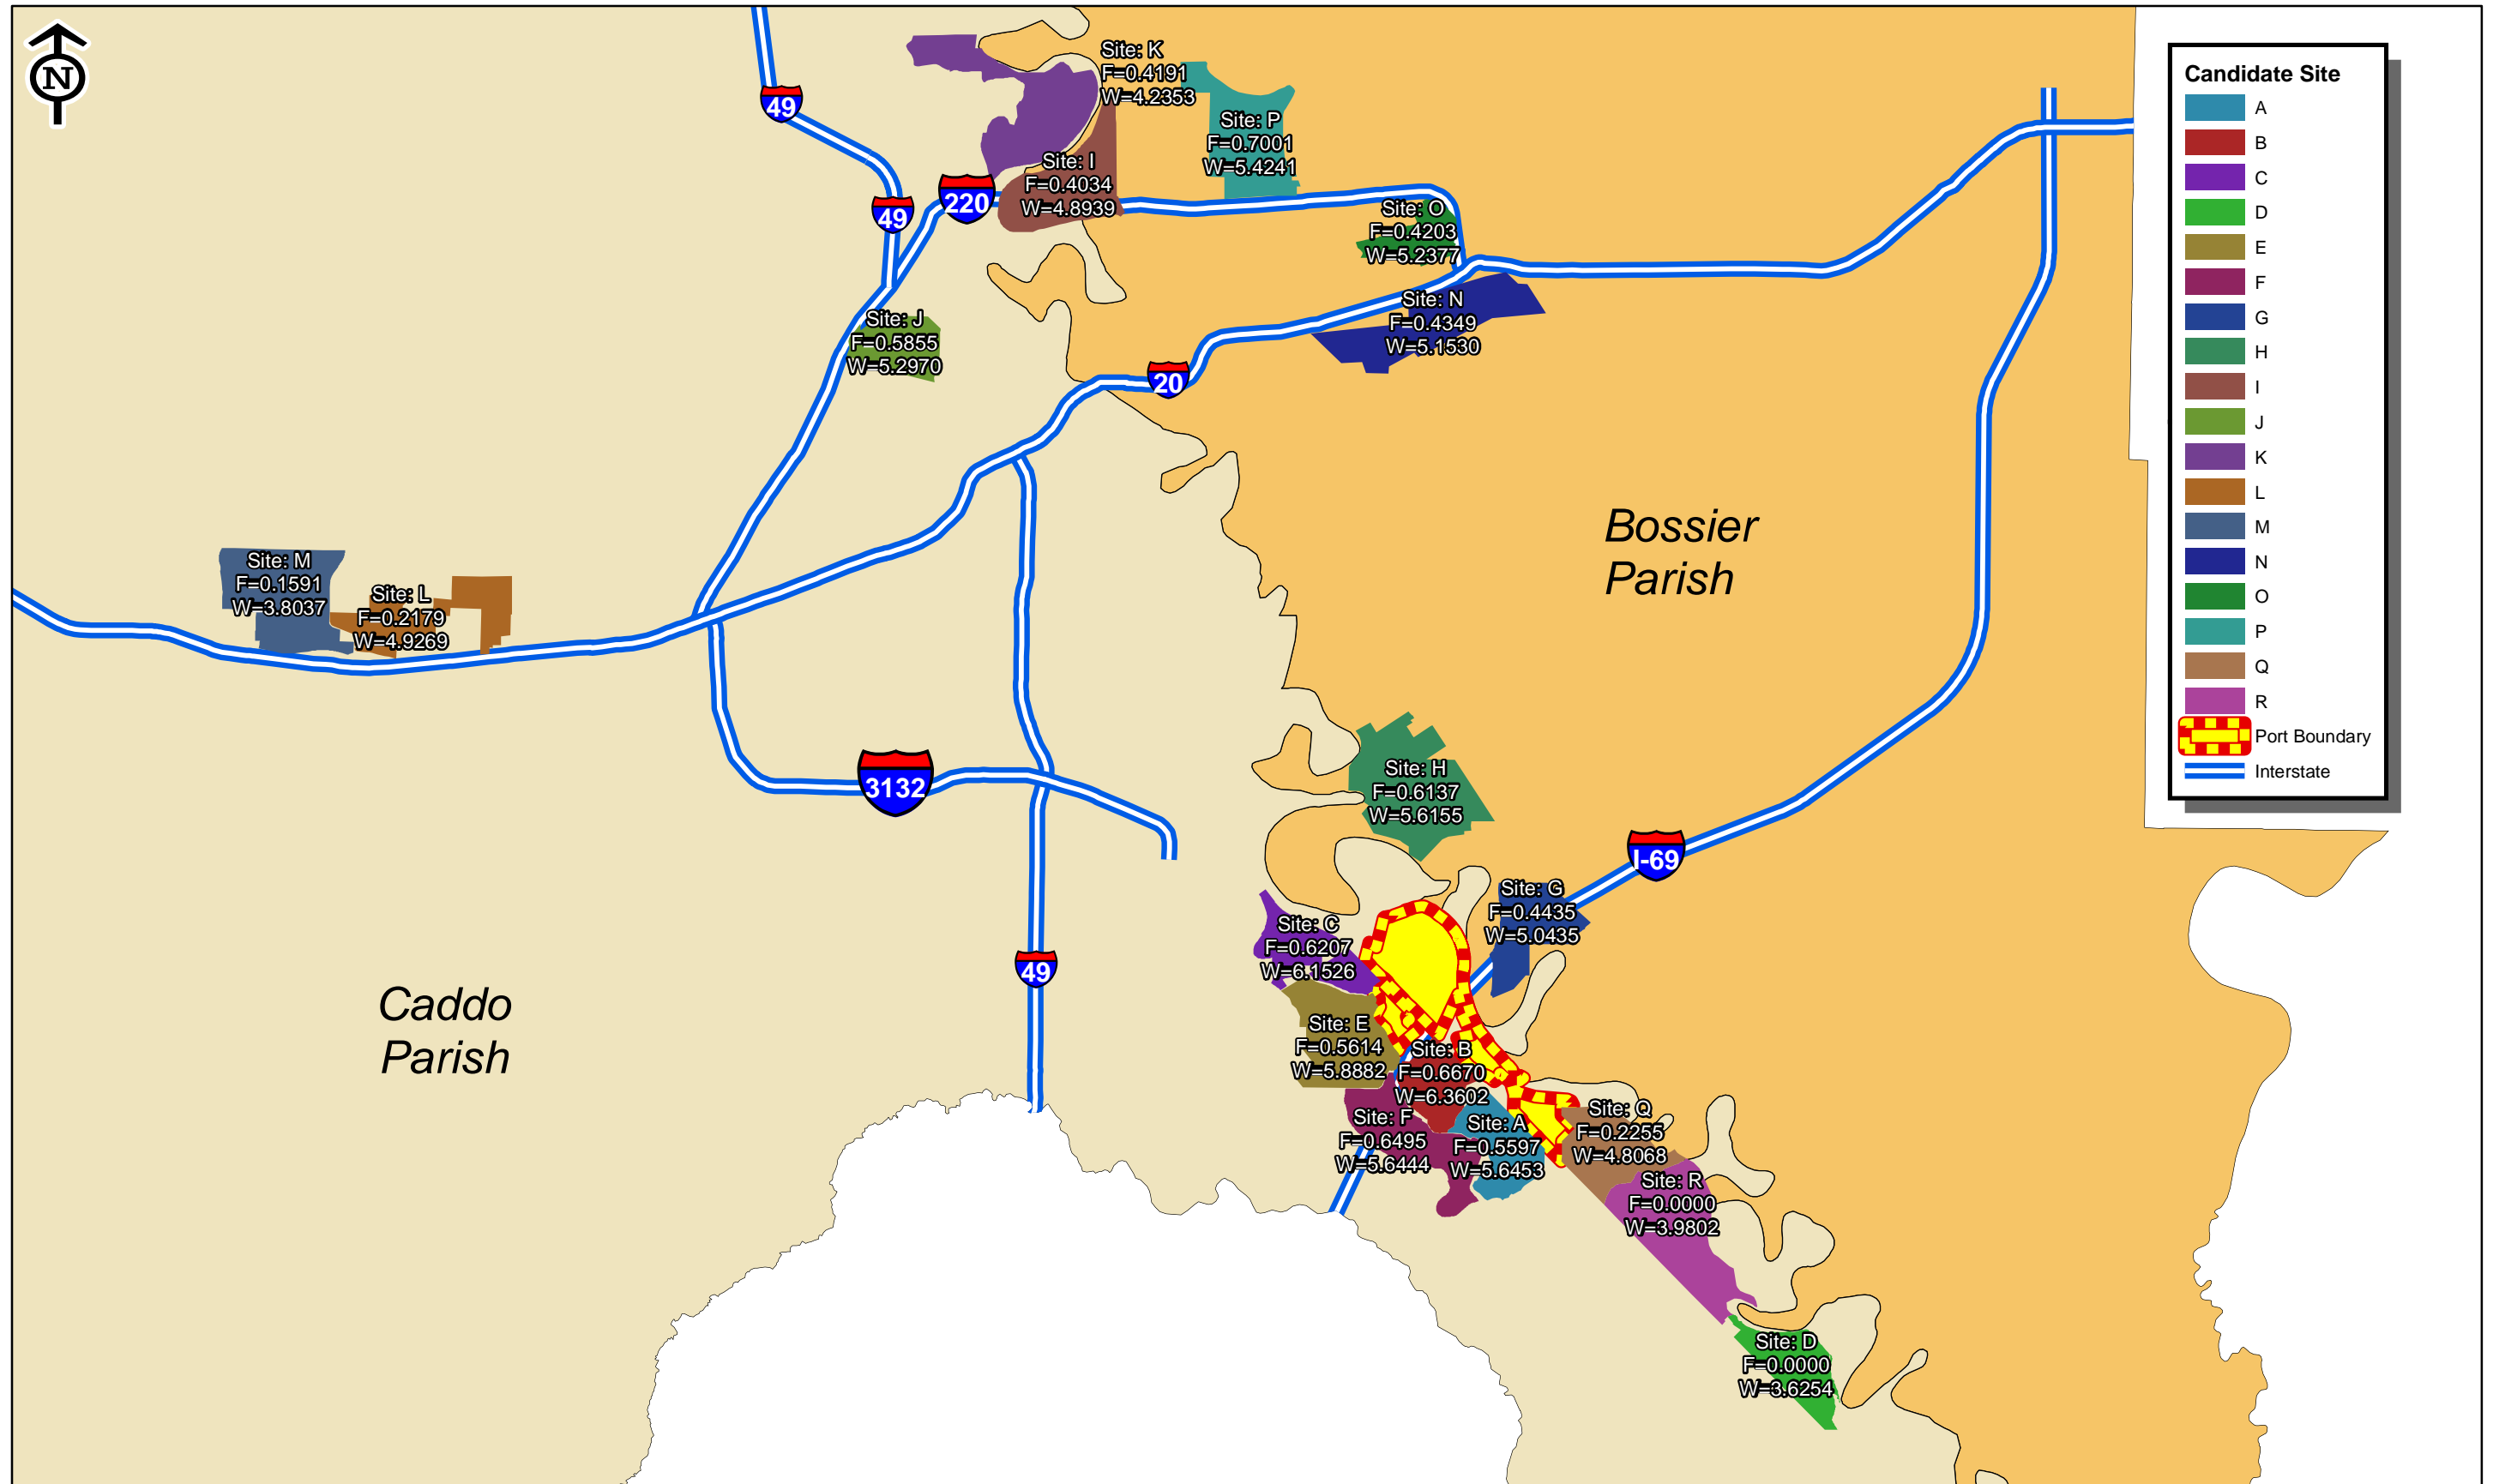 N
49
49
220
Site: K
F=0.4191
W=4.2353
Site: P
F=0.7001
W=5.4241
Site: I
F=0.4034
W=4.8939
Site: O
F=0.4203
W=5.2377
Site: N
F=0.4349
W=5.1530
Site: J
F=0.5855
W=5.2970
20
Bossier
Parish
Site: M
F=0.1591
W=3.8037
Site: L
F=0.2179
W=4.9269
3132
Site: H
F=0.6137
W=5.6155
I-69
Site: G
F=0.4435
W=5.0435
Site: C
F=0.6207
W=6.1526
49
Caddo
Parish
Site: E
F=0.5614
W=5.8882
Site: B
F=0.6670
W=6.3602
Site: F
F=0.6495
W=5.6444
Site: A
F=0.5597
W=5.6453
Site: Q
F=0.2255
W=4.8068
Site: R
F=0.0000
W=3.9802
Site: D
F=0.0000
W=3.6254
Candidate Site
A
B
C
D
E
F
G
H
I
J
K
L
M
N
O
P
Q
R
Port Boundary
Interstate